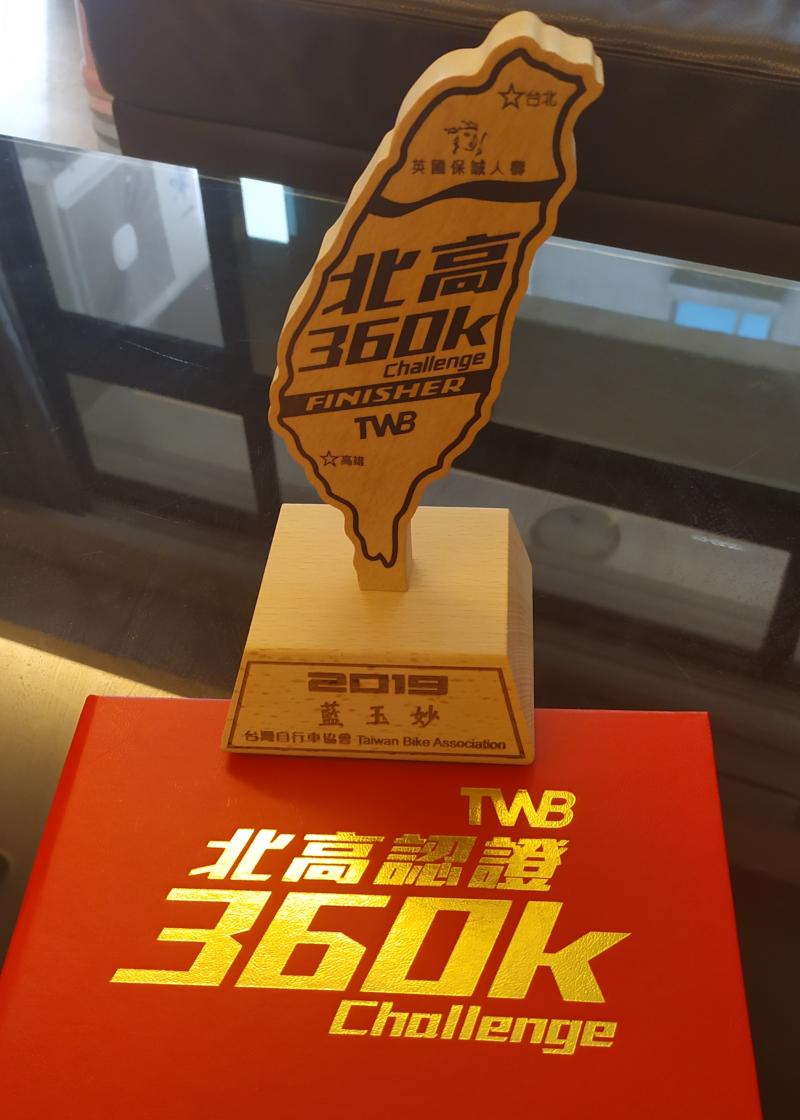 ☆台北
英國保誠人壽
北高
360k
Challenge
FINISHER
TWB
☆高雄
2019
藍玉妙
台灣自行車協會 Taiwan Bike Association
TWB
北高認證
360k
Challenge